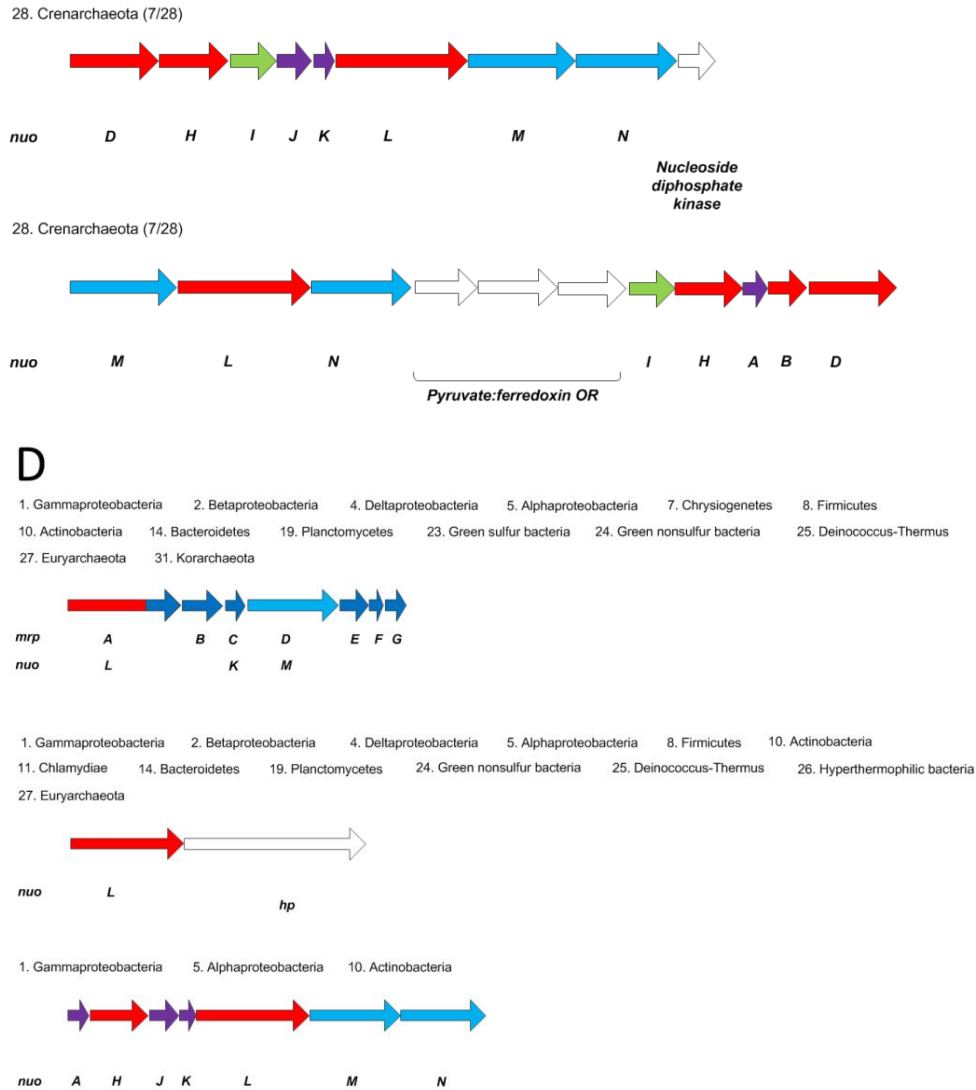 28. Crenarchaeota (7/28)
nuo D H I J K L M N
Nucleoside
diphosphate
kinase
28. Crenarchaeota (7/28)
nuo M L N I H A B D
Pyruvate:ferredoxin OR
D
1. Gammaproteobacteria 2. Betaproteobacteria 4. Deltaproteobacteria 5. Alphaproteobacteria 7. Chrysiogenetes 8. Firmicutes
10. Actinobacteria 14. Bacteroidetes 19. Planctomycetes 23. Green sulfur bacteria 24. Green nonsulfur bacteria 25. Deinococcus-Thermus
27. Euryarchaeota 31. Korarchaeota
mrp A B C D E F G
nuo L K M
1. Gammaproteobacteria 2. Betaproteobacteria 4. Deltaproteobacteria 5. Alphaproteobacteria 8. Firmicutes 10. Actinobacteria
11. Chlamydiae 14. Bacteroidetes 19. Planctomycetes 24. Green nonsulfur bacteria 25. Deinococcus-Thermus 26. Hyperthermophilic bacteria
27. Euryarchaeota
nuo L
hp
1. Gammaproteobacteria 5. Alphaproteobacteria 10. Actinobacteria
nuo A H J K L M N